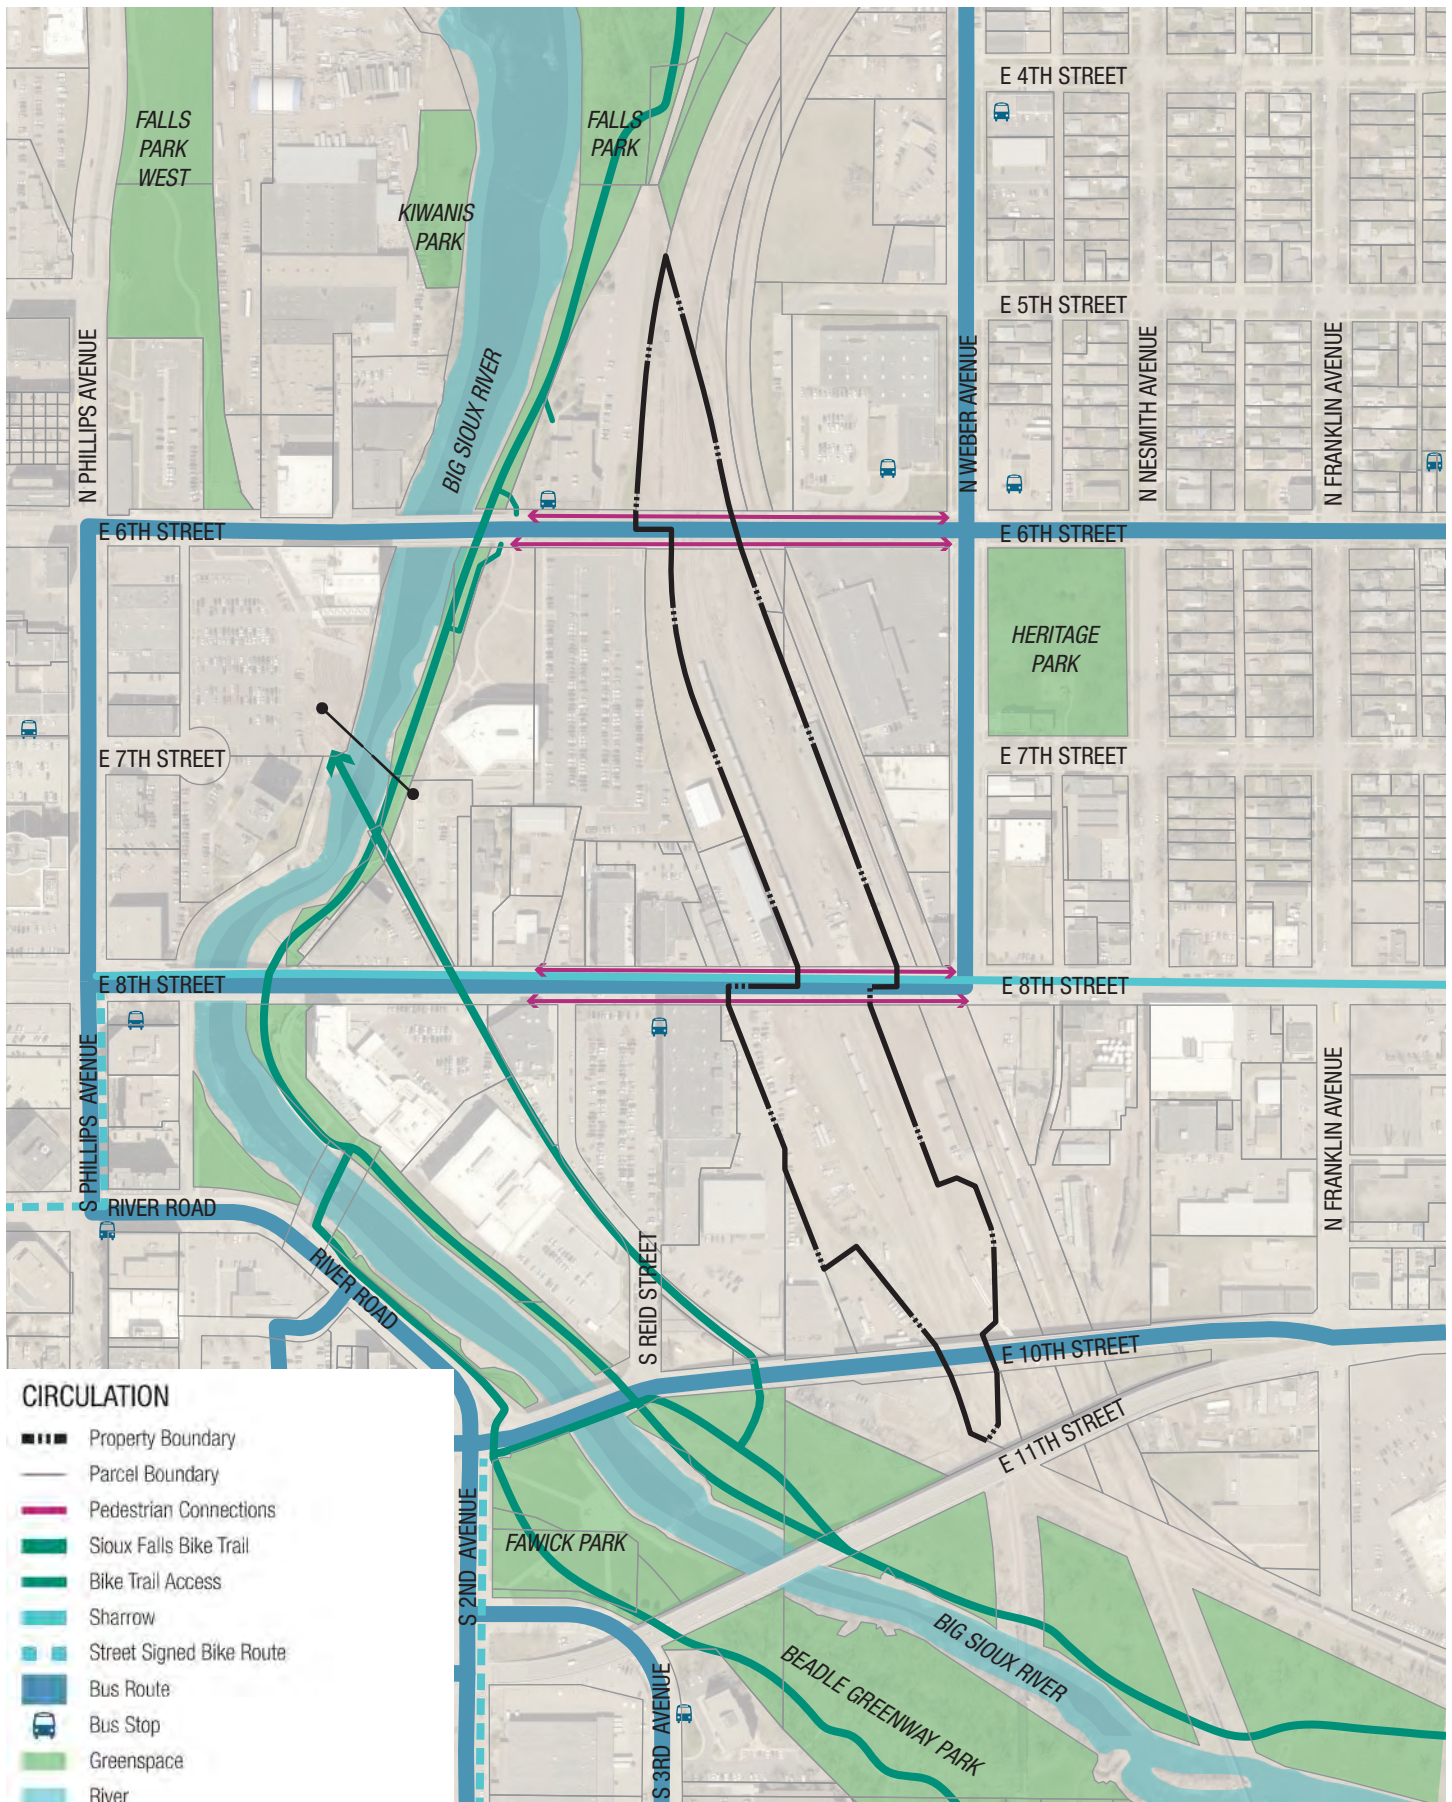 E 4TH STREET
FALLS
PARK
WEST
FALLS
PARK
KIWANIS
PARK
E 5TH STREET
N PHILLIPS AVENUE
BIG SIOUX RIVER
N WEBER AVENUE
N NESMITH AVENUE
N FRANKLIN AVENUE
E 6TH STREET
E 6TH STREET
HERITAGE
PARK
E 7TH STREET
E 7TH STREET
E 8TH STREET
E 8TH STREET
S PHILLIPS AVENUE
N FRANKLIN AVENUE
RIVER ROAD
RIVER ROAD
S REID STREET
E 10TH STREET
E 11TH STREET
S 2ND AVENUE
FAWICK PARK
BIG SIOUX RIVER
BEADLE GREENWAY PARK
S 3RD AVENUE
CIRCULATION
Property Boundary
Parcel Boundary
Pedestrian Connections
Sioux Falls Bike Trail
Bike Trail Access
Sharrow
Street Signed Bike Route
Bus Route
Bus Stop
Greenspace
River